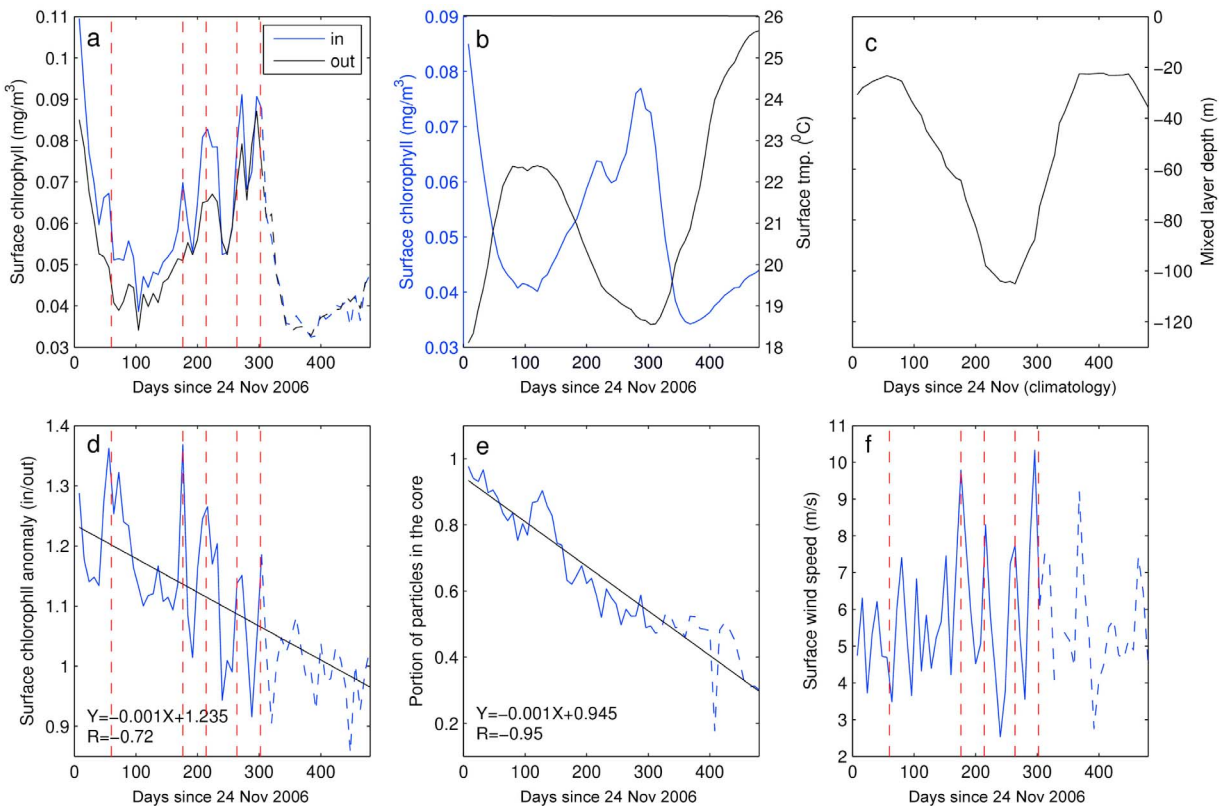 a
in
out
0.11
0.1
0.09
0.08
0.07
0.06
0.05
0.04
0.03
Surface chlorophyll (mg/m3)
0 100 200 300 400
Days since 24 Nov 2006
b
0.09
0.08
0.07
0.06
0.05
0.04
0.03
Surface chlorophyll (mg/m3)
26
25
24
23
22
21
20
19
18
Surface tmp. (0C)
0 100 200 300 400
Days since 24 Nov 2006
c
0
−20
−40
−60
−80
−100
−120
Mixed layer depth (m)
0 100 200 300 400
Days since 24 Nov (climatology)
d
1.4
1.3
1.2
1.1
1
0.9
Surface chlorophill anomaly (in/out)
Y=−0.001X+1.235
R=−0.72
0 100 200 300 400
Days since 24 Nov 2006
e
1
0.8
0.6
0.4
0.2
Portion of particles in the core
Y=−0.001X+0.945
R=−0.95
0 100 200 300 400
Days since 24 Nov 2006
f
11
10
9
8
7
6
5
4
3
2
Surface wind speed (m/s)
0 100 200 300 400
Days since 24 Nov 2006